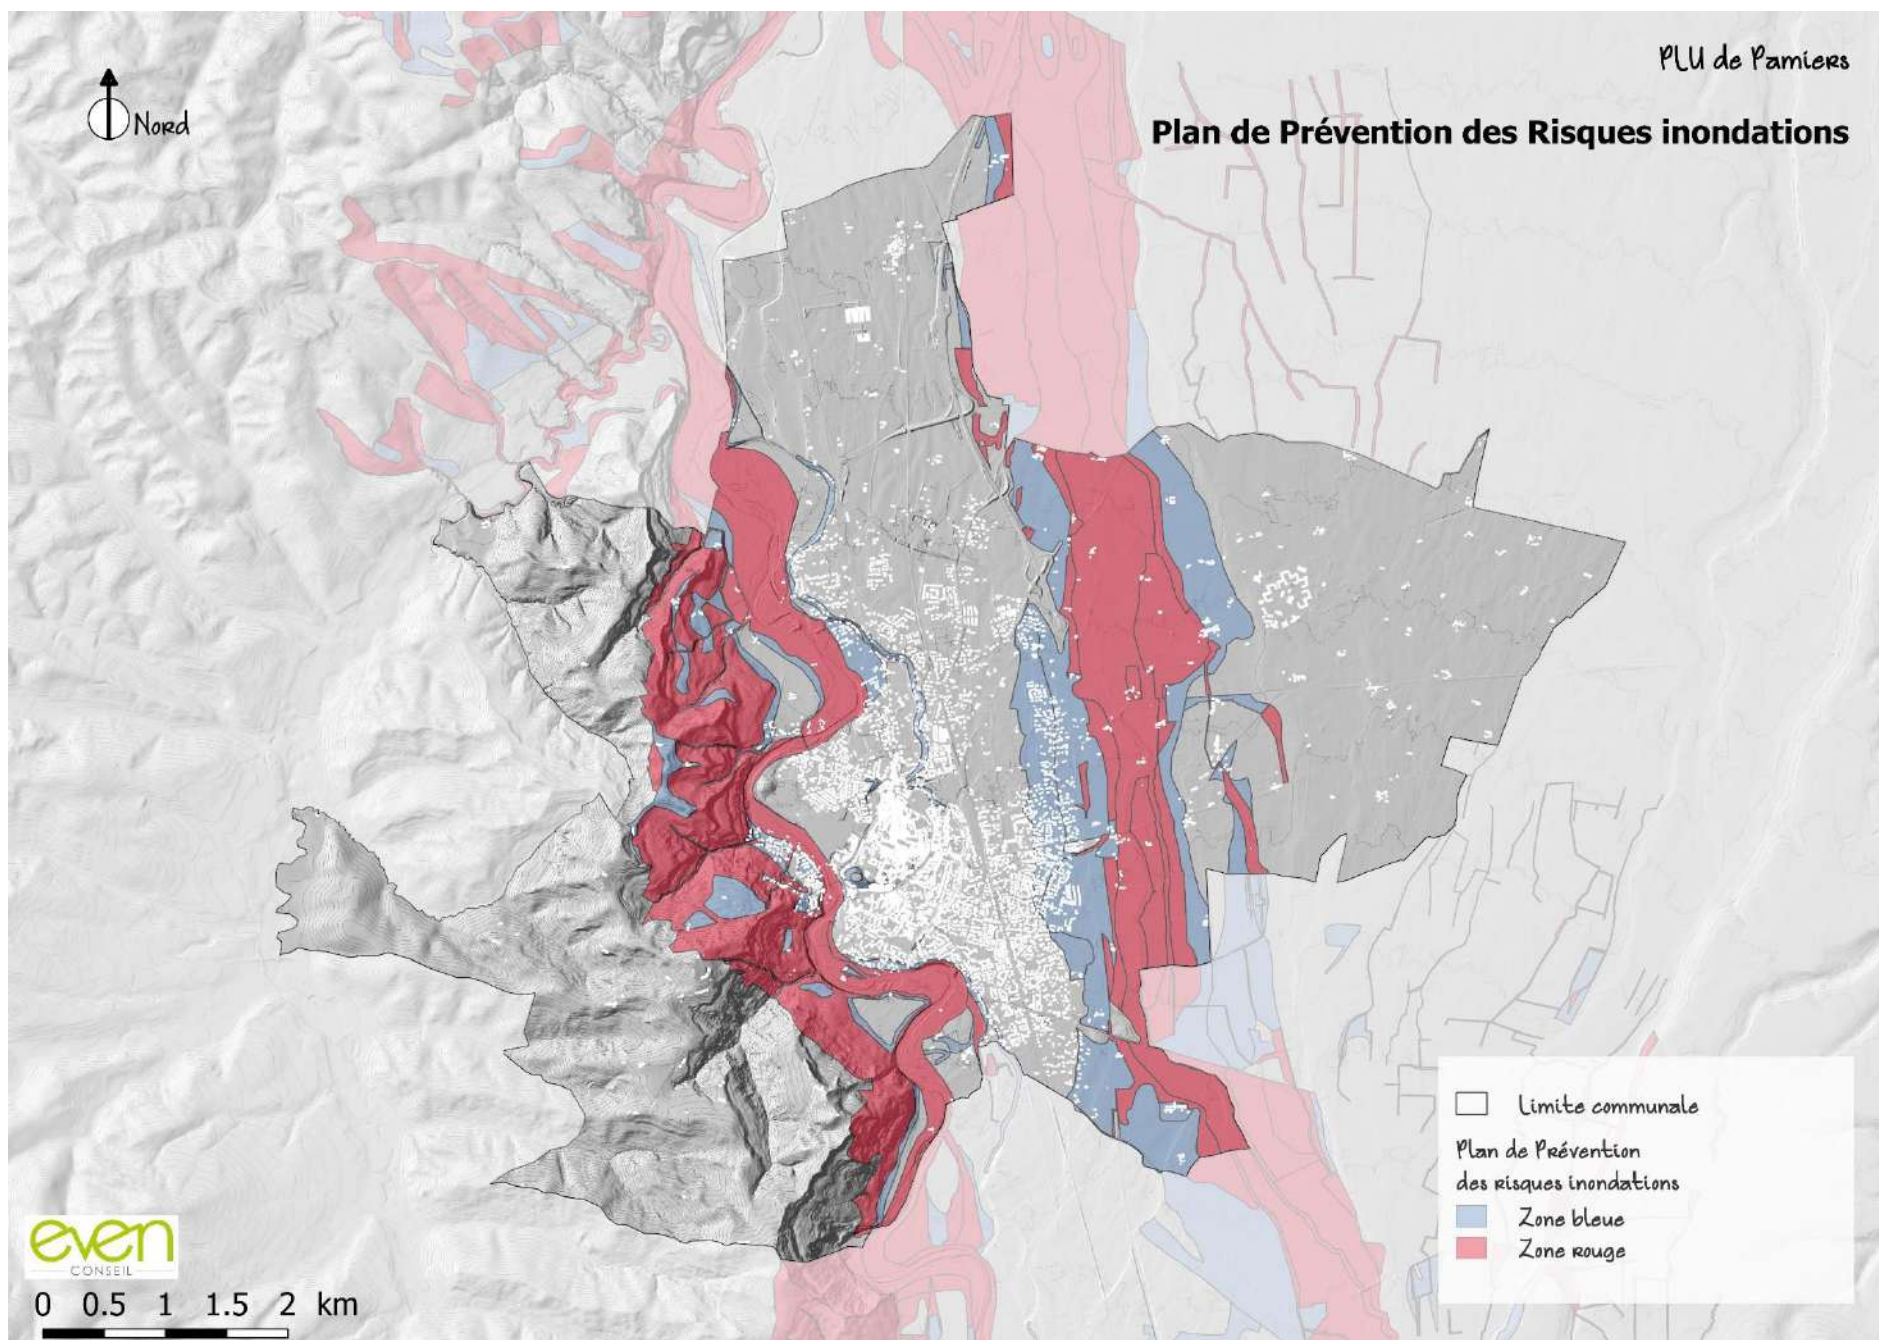 PLU de Pamiers
Nord
Plan de Prévention des Risques inondations
Limite communale
Plan de Prévention
des risques inondations
Zone bleue
Zone rouge
even
CONSEIL
0 0.5 1 1.5 2 km